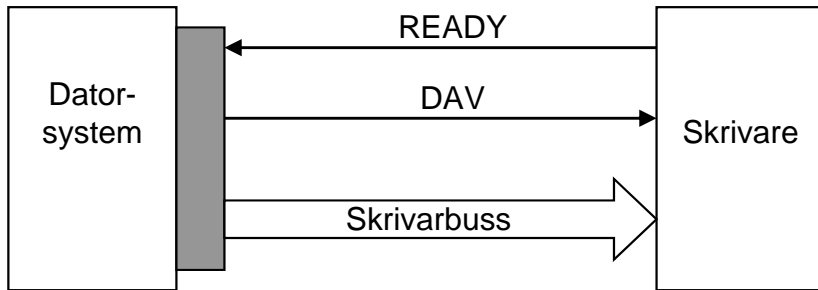 READY
Dator-
system
DAV
Skrivare
Skrivarbuss